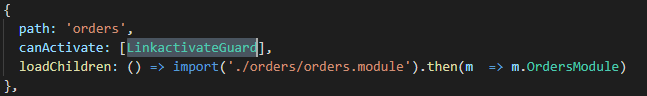 {
path: 'orders',
canActivate: [LinkactivateGuard],
loadChildren: () => import('./orders/orders.module').then(m  => m.OrdersModule)
},